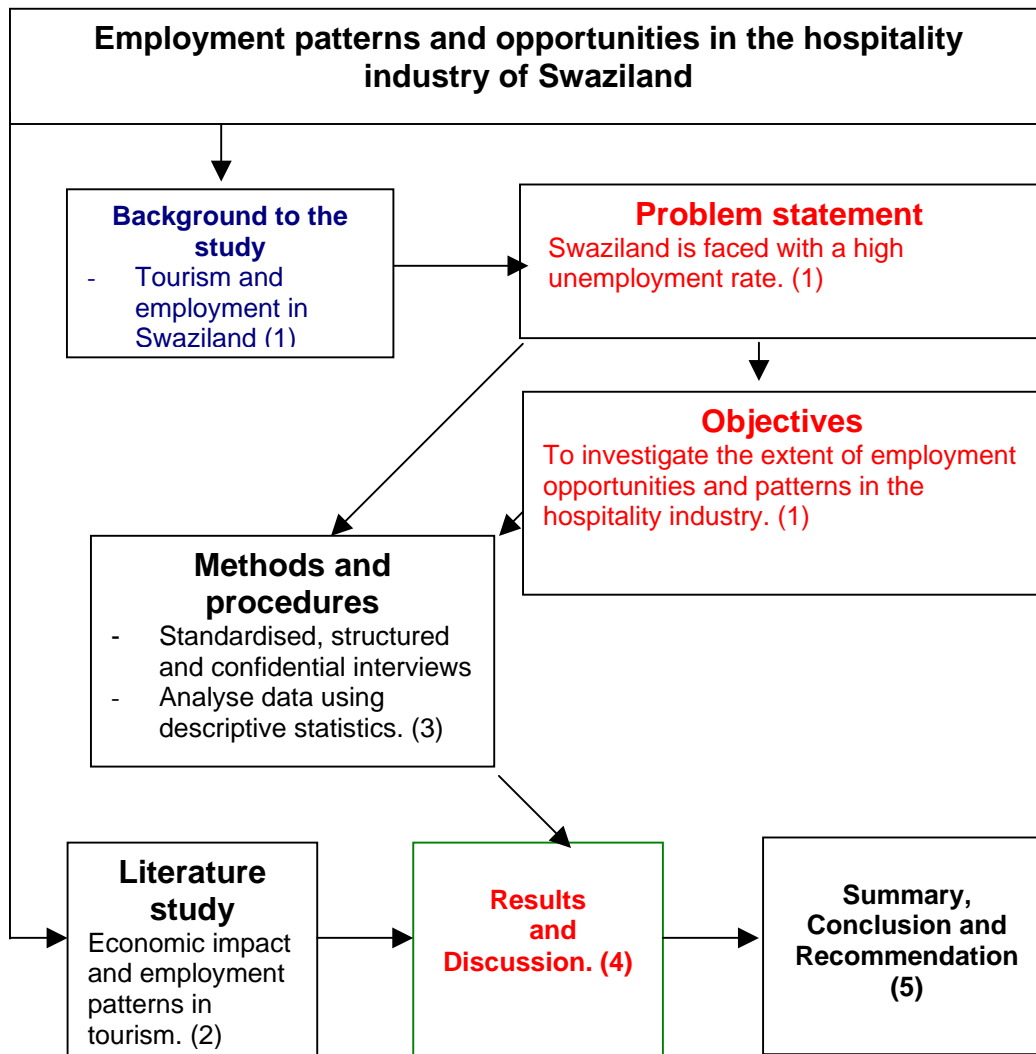 Employment patterns and opportunities in the hospitality
industry of Swaziland
Background to the
study
- Tourism and
employment in
Swaziland (1)
Problem statement
Swaziland is faced with a high
unemployment rate. (1)
Objectives
To investigate the extent of employment
opportunities and patterns in the
hospitality industry. (1)
Methods and
procedures
- Standardised, structured
and confidential interviews
- Analyse data using
descriptive statistics. (3)
Literature
study
Economic impact
and employment
patterns in
tourism. (2)
Results
and
Discussion. (4)
Summary,
Conclusion and
Recommendation
(5)